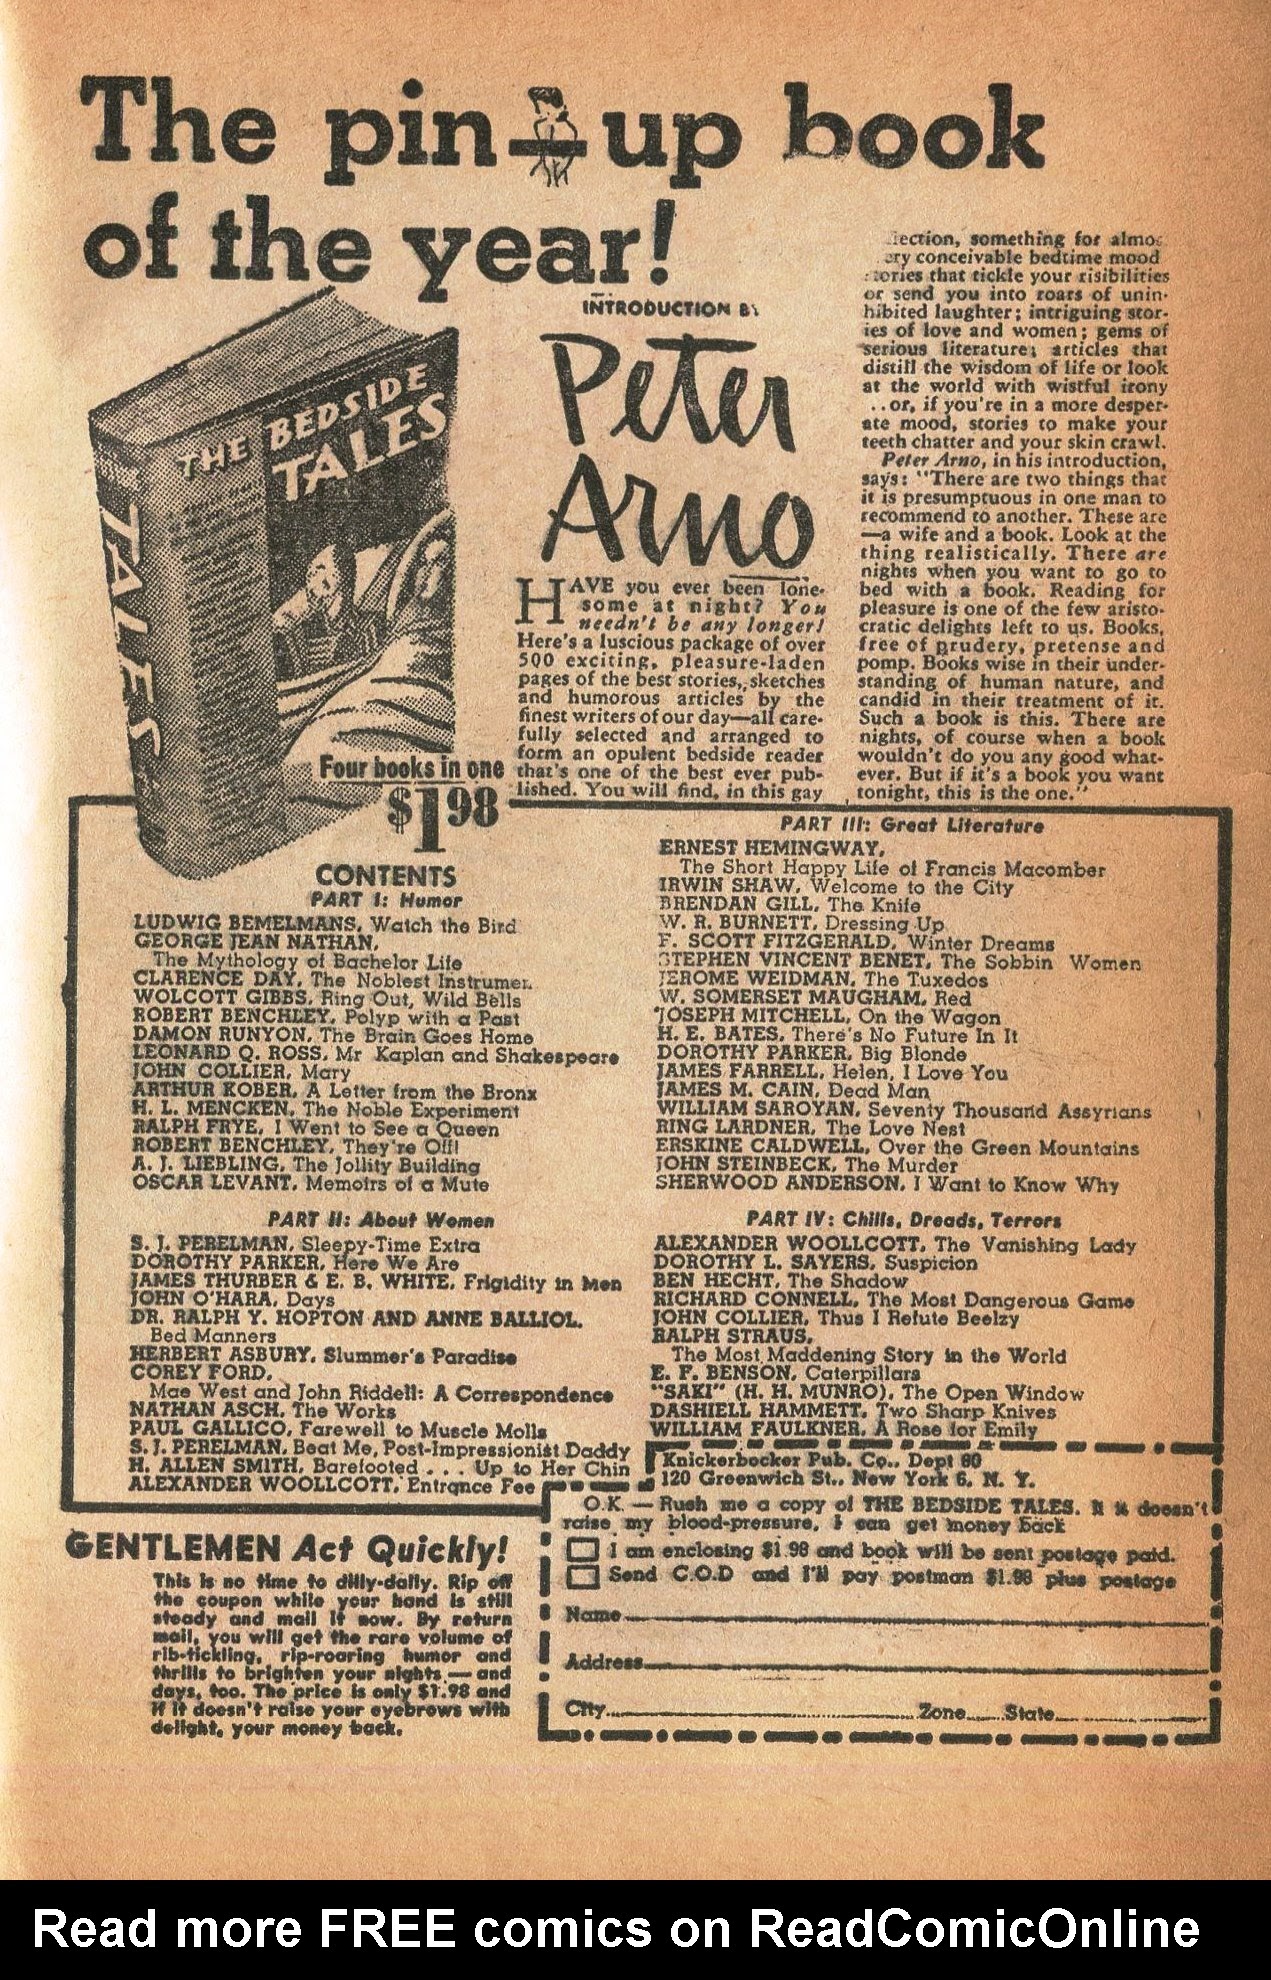 The pin-up book
of the year!
THE BEDSIDE
TALES
TALES
Four books in one
$1.98
INTRODUCTION BY
Peter
Arno
HAVE you ever been lone-
some at night? You
needn't be any longer!
Here's a luscious package of over
500 exciting, pleasure-laden
pages of the best stories, sketches
and humorous articles by the
finest writers of our day—all care-
fully selected and arranged to
form an opulent bedside reader
that's one of the best ever pub-
lished. You will find, in this gay
something for
conceivable bedtime mood
that tickle your risibilities
or send you into roars of unin-
hibited laughter; intriguing stor-
ies of love and women; gems of
serious literature; articles that
distill the wisdom of life or look
at the world with wistful irony
. . or, if you're in a more desper-
ate mood, stories to make your
teeth chatter and your skin crawl.
Peter Arno, in his introduction,
says: "There are two things that
it is presumptuous in one man to
recommend to another. These are
—a wife and a book. Look at the
thing realistically. There are
nights when you want to go to
bed with a book. Reading for
pleasure is one of the few aristo-
cratic delights left to us. Books,
free of prudery, pretense and
pomp. Books wise in their under-
standing of human nature, and
candid in their treatment of it.
Such a book is this. There are
nights, of course when a book
wouldn't do you any good what-
ever. But if it's a book you want
tonight, this is the one."
CONTENTS
PART I: Humor
LUDWIG BEMELMANS, Watch the Bird
GEORGE JEAN NATHAN,
The Mythology of Bachelor Life
CLARENCE DAY, The Noblest Instrumen
WOLCOTT GIBBS, Ring Out, Wild Bells
ROBERT BENCHLEY, Polyp with a Past
DAMON RUNYON, The Brain Goes Home
LEONARD Q. ROSS, Mr Kaplan and Shakespeare
JOHN COLLIER, Mary
ARTHUR KOBER, A Letter from the Bronx
H. L. MENCKEN, The Noble Experiment
RALPH FRYE, I Went to See a Queen
ROBERT BENCHLEY, They're Off!
A. J. LIEBLING, The Jollity Building
OSCAR LEVANT, Memoirs of a Mute
PART II: About Women
S. J. PERELMAN, Sleepy-Time Extra
DOROTHY PARKER, Here We Are
JAMES THURBER & E. B. WHITE, Frigidity in Men
JOHN O'HARA, Days
DR. RALPH Y. HOPTON AND ANNE BALLIOL,
Bed Manners
HERBERT ASBURY, Slummer's Paradise
COREY FORD,
Mae West and John Riddell: A Correspondence
NATHAN ASCH, The Works
PAUL GALLICO, Farewell to Muscle Molls
S. J. PERELMAN, Beat Me, Post-Impressionist Daddy
H. ALLEN SMITH, Barefooted . . . Up to Her Chin
ALEXANDER WOOLLCOTT, Entrance Fee
PART III: Great Literature
ERNEST HEMINGWAY,
The Short Happy Life of Francis Macomber
IRWIN SHAW, Welcome to the City
BRENDAN GILL, The Knife
W. R. BURNETT, Dressing Up
F. SCOTT FITZGERALD, Winter Dreams
STEPHEN VINCENT BENET, The Sobbin Women
JEROME WEIDMAN, The Tuxedos
W. SOMERSET MAUGHAM, Red
JOSEPH MITCHELL, On the Wagon
H. E. BATES, There's No Future In It
DOROTHY PARKER, Big Blonde
JAMES FARRELL, Helen, I Love You
JAMES M. CAIN, Dead Man
WILLIAM SAROYAN, Seventy Thousand Assyrians
RING LARDNER, The Love Nest
ERSKINE CALDWELL, Over the Green Mountains
JOHN STEINBECK, The Murder
SHERWOOD ANDERSON, I Want to Know Why
PART IV: Chills, Dreads, Terrors
ALEXANDER WOOLLCOTT, The Vanishing Lady
DOROTHY L. SAYERS, Suspicion
BEN HECHT, The Shadow
RICHARD CONNELL, The Most Dangerous Game
JOHN COLLIER, Thus I Refute Beelzy
RALPH STRAUS,
The Most Maddening Story in the World
E. F. BENSON, Caterpillars
"SAKI" (H. H. MUNRO), The Open Window
DASHIELL HAMMETT, Two Sharp Knives
WILLIAM FAULKNER, A Rose for Emily
GENTLEMEN Act Quickly!
This is no time to dilly-dally. Rip off
the coupon while your hand is still
steady and mail it now. By return
mail, you will get the rare volume of
rib-tickling, rip-roaring humor and
thrills to brighten your nights — and
days, too. The price is only $1.98 and
if it doesn't raise your eyebrows with
delight, your money back.
Knickerbocker Pub. Co., Dept 80
120 Greenwich St., New York 6, N. Y.
O.K. — Rush me a copy of THE BEDSIDE TALES. If it doesn't
raise my blood-pressure, I can get money back
I am enclosing $1.98 and book will be sent postage paid.
Send C.O.D and I'll pay postman $1.98 plus postage
Name
Address
City Zone State
Read more FREE comics on ReadComicOnline